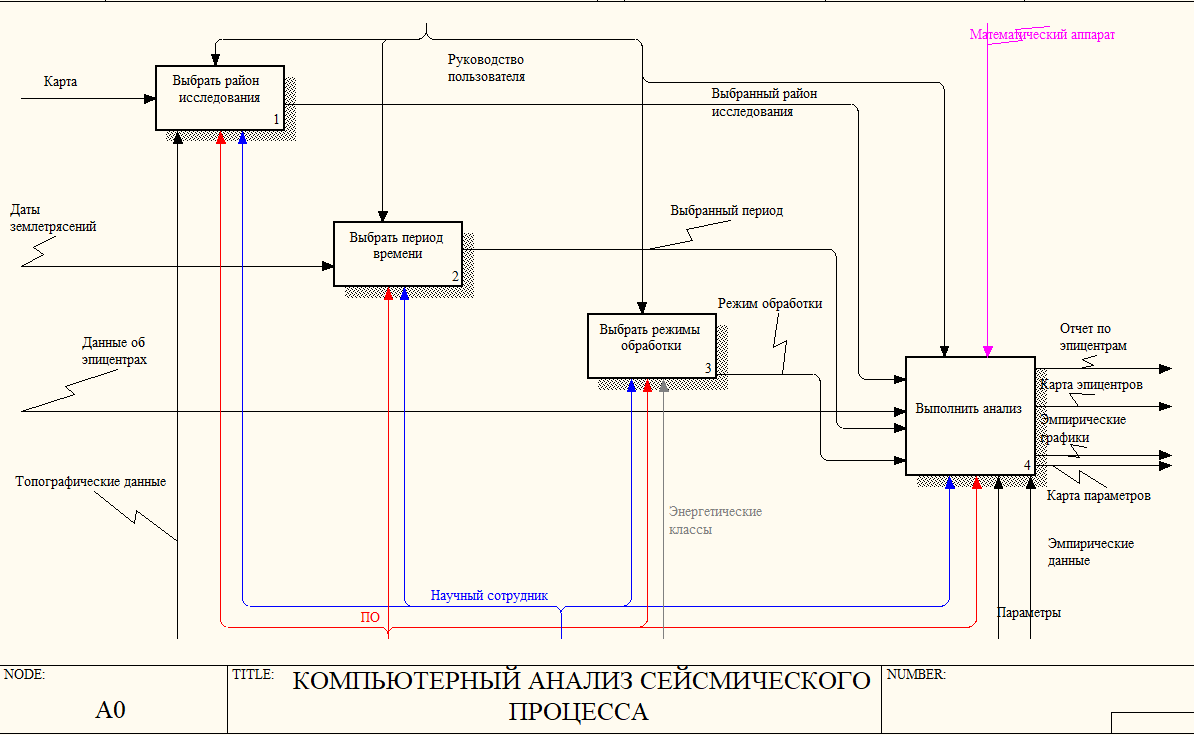 Математический аппарат
Руководство
пользователя
Карта
Выбрать район
исследования
1
Выбранный район
исследования
Даты
землетрясений
Выбранный период
Выбрать период
времени
2
Режим обработки
Выбрать режимы
обработки
3
Данные об
эпицентрах
Отчет по
эпицентрам
Карта эпицентров
Выполнить анализ
4
Эмпирические
графики
Карта параметров
Топографические данные
Энергетические
классы
Эмпирические
данные
Научный сотрудник
ПО
Параметры
NODE:
A0
TITLE:
КОМПЬЮТЕРНЫЙ АНАЛИЗ СЕЙСМИЧЕСКОГО
ПРОЦЕССА
NUMBER: